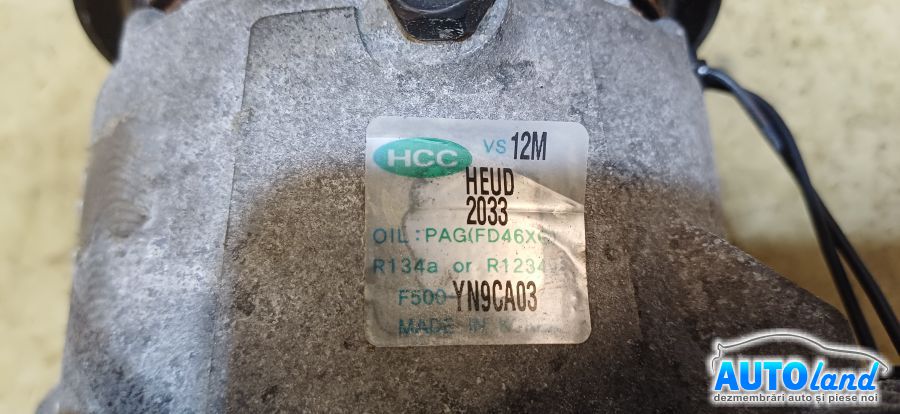 HCC VS 12M
HEUD
2033
OIL: PAG(FD46X
R134a or R1234
F500-YN9CA03
MADE IN
AUTOland
dezmembrări auto și piese noi